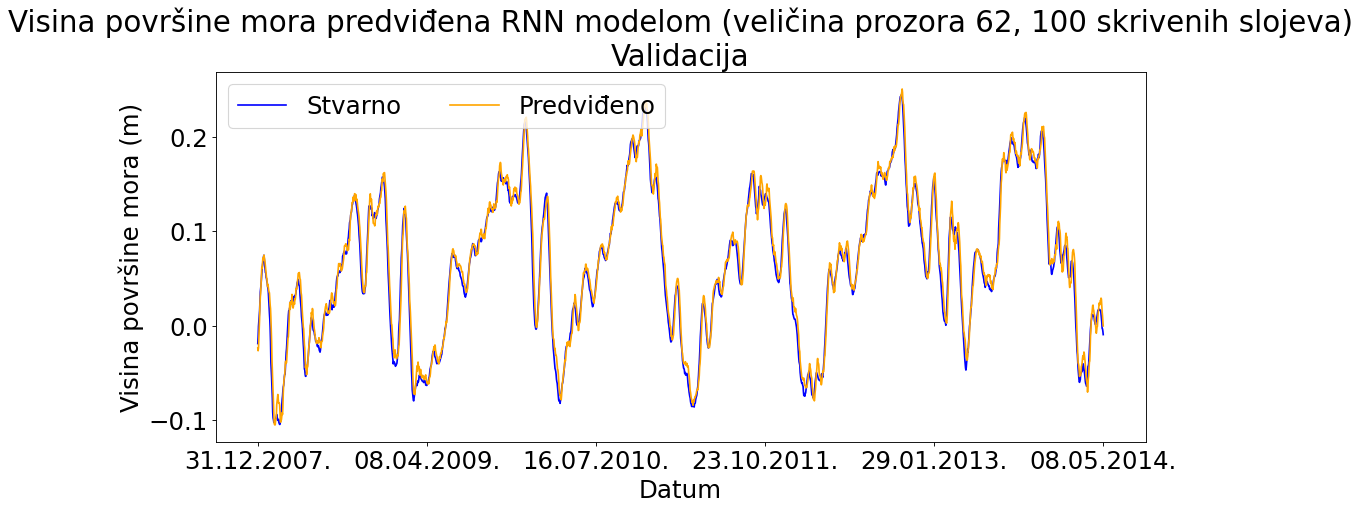 Visina površine mora predviđena RNN modelom (veličina prozora 62, 100 skrivenih slojeva)
Validacija
Stvarno Predviđeno
Visina površine mora (m)
0.2
0.1
0.0
−0.1
31.12.2007. 08.04.2009. 16.07.2010. 23.10.2011. 29.01.2013. 08.05.2014.
Datum